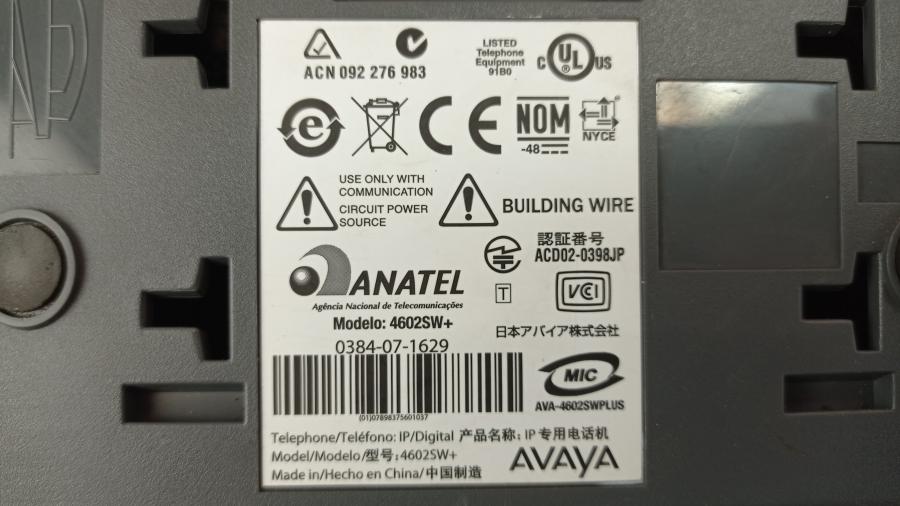 ACN 092 276 983
LISTED
Telephone
Equipment
91B0
C UL US
e
CE
NOM
-48
NYCE
USE ONLY WITH
COMMUNICATION
CIRCUIT POWER
SOURCE
BUILDING WIRE
認証番号
ACD02-0398JP
ANATEL
Agência Nacional de Telecomunicações
T
VCI
Modelo: 4602SW+
日本アバイア株式会社
0384-07-1629
(01)07898375601037
MIC
AVA-4602SWPLUS
Telephone/Teléfono: IP/Digital 产品名称: IP 专用电话机
Model/Modelo/型号: 4602SW+
Made in/Hecho en China/中国制造
AVAYA